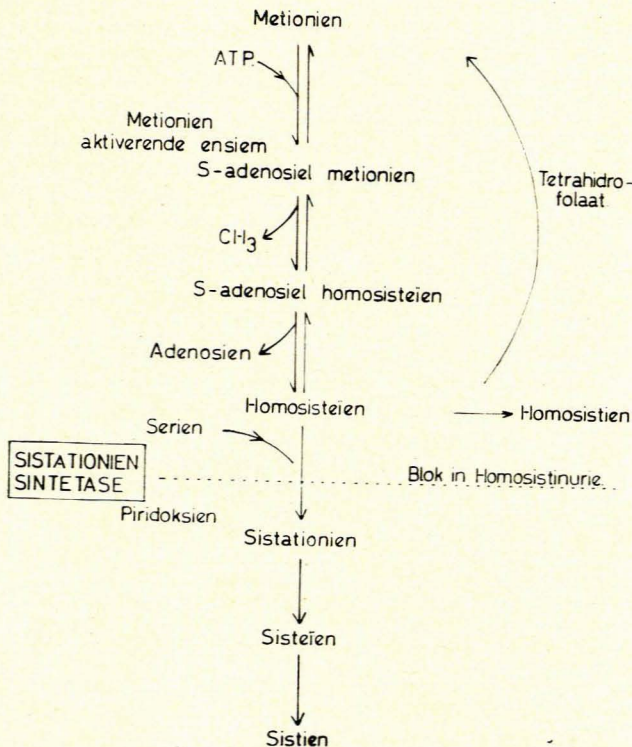 Metionien
ATP.
Metionien
aktiverende ensiem
S-adenosiel metionien
Tetrahidro-
folaat
CH3
S-adenosiel homosisteïen
Adenosien
Homosisteïen
Homosistien
Serien
SISTATIONIEN
SINTETASE
Blok in Homosistinurie.
Piridoksien
Sistationien
Sisteïen
Sistien